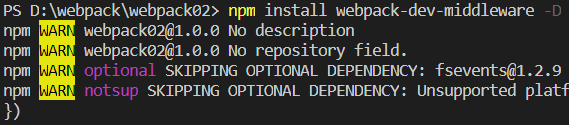 PS D:\webpack\webpack02> npm install webpack-dev-middleware -D
npm WARN webpack02@1.0.0 No description
npm WARN webpack02@1.0.0 No repository field.
npm WARN optional SKIPPING OPTIONAL DEPENDENCY: fsevents@1.2.9
npm WARN notsup SKIPPING OPTIONAL DEPENDENCY: Unsupported platf
})